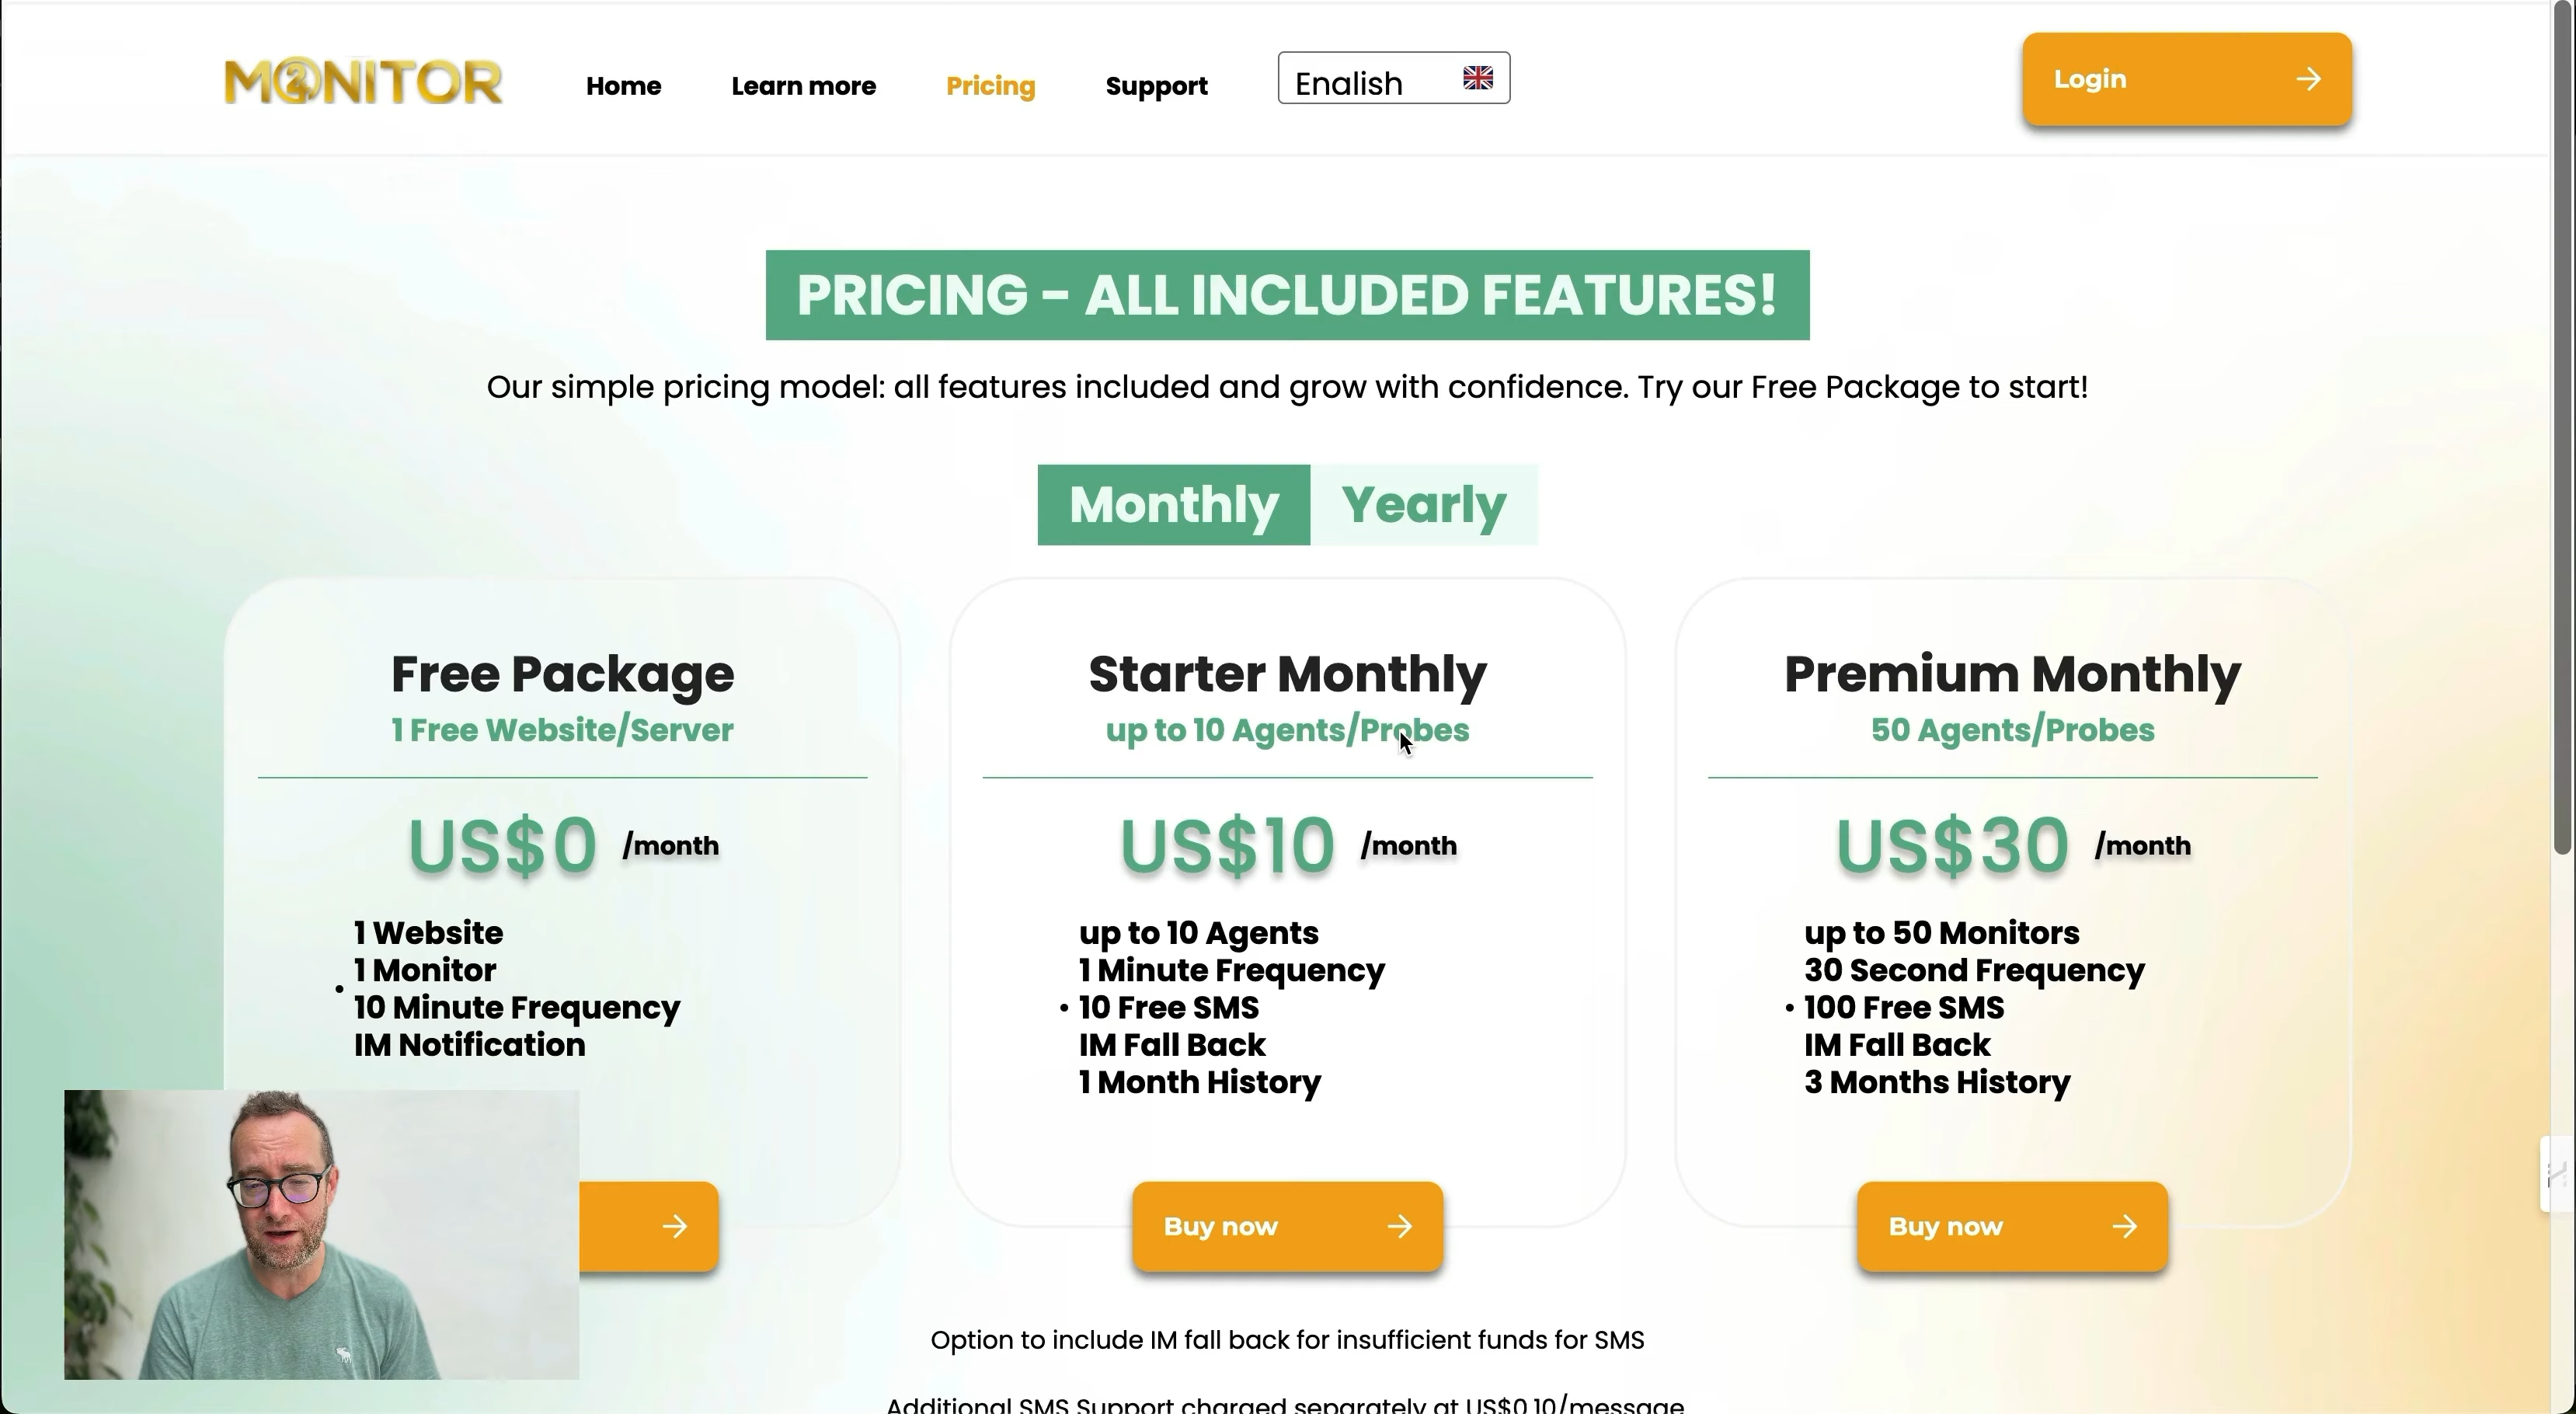 M2NITOR
Home
Learn more
Pricing
Support
English
Login
PRICING - ALL INCLUDED FEATURES!
Our simple pricing model: all features included and grow with confidence. Try our Free Package to start!
Monthly
Yearly
Free Package
1 Free Website/Server
US$0 /month
• 1 Website
1 Monitor
10 Minute Frequency
IM Notification
Starter Monthly
up to 10 Agents/Probes
US$10 /month
up to 10 Agents
1 Minute Frequency
• 10 Free SMS
IM Fall Back
1 Month History
Buy now
Premium Monthly
50 Agents/Probes
US$30 /month
up to 50 Monitors
30 Second Frequency
• 100 Free SMS
IM Fall Back
3 Months History
Buy now
Option to include IM fall back for insufficient funds for SMS
Additional SMS Support charged separately at US$0.10/message